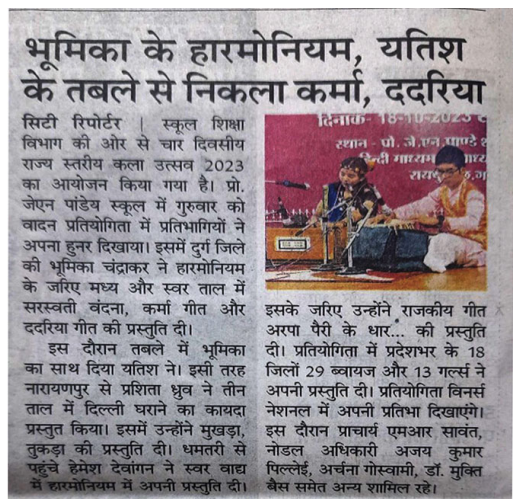 भूमिका के हारमोनियम, यतिश
के तबले से निकला कर्मा, ददरिया
सिटी रिपोर्टर | स्कूल शिक्षा
विभाग की ओर से चार दिवसीय
राज्य स्तरीय कला उत्सव 2023
का आयोजन किया गया है। प्रो.
जेएन पांडेय स्कूल में गुरुवार को
वादन प्रतियोगिता में प्रतिभागियों ने
अपना हुनर दिखाया। इसमें दुर्ग जिले
की भूमिका चंद्राकर ने हारमोनियम
के जरिए मध्य और स्वर ताल में
सरस्वती वंदना, कर्मा गीत और
ददरिया गीत की प्रस्तुति दी।
इस दौरान तबले में भूमिका
का साथ दिया यतिश ने। इसी तरह
नारायणपुर से प्रशिता ध्रुव ने तीन
ताल में दिल्ली घराने का कायदा
प्रस्तुत किया। इसमें उन्होंने मुखड़ा,
तुकड़ा की प्रस्तुति दी। धमतरी से
पहुंचे हेमेश देवांगन ने स्वर वाद्य
में हारमोनियम में अपनी प्रस्तुति दी।
दिनांक- 18-10-2023
स्थान - प्रो. जे.एन.पाण्डे
हिन्दी माध्यम
इसके जरिए उन्होंने राजकीय गीत
अरपा पैरी के धार... की प्रस्तुति
दी। प्रतियोगिता में प्रदेशभर के 18
जिलों 29 ब्वायज और 13 गर्ल्स ने
अपनी प्रस्तुति दी। प्रतियोगिता विनर्स
नेशनल में अपनी प्रतिभा दिखाएंगे।
इस दौरान प्राचार्य एमआर सावंत,
नोडल अधिकारी अजय कुमार
पिल्लेई, अर्चना गोस्वामी, डॉ. मुक्ति
बैस समेत अन्य शामिल रहे।